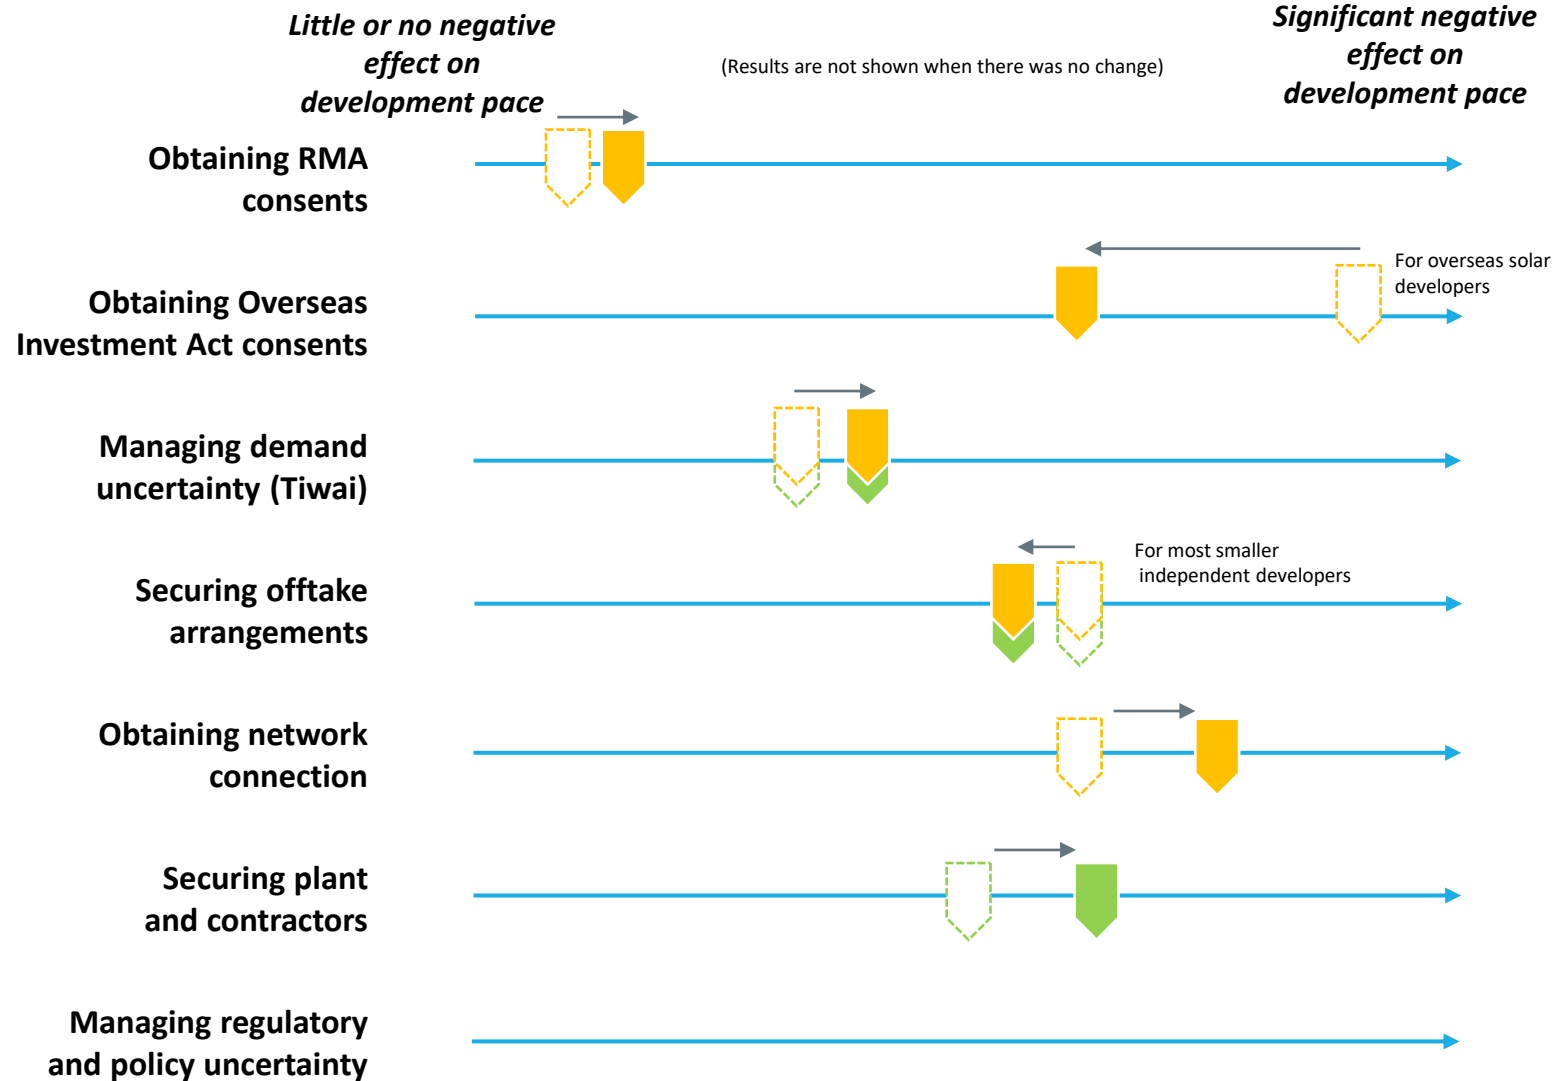 Little or no negative
effect on
development pace
(Results are not shown when there was no change)
Significant negative
effect on
development pace
Obtaining RMA
consents
Obtaining Overseas
Investment Act consents
For overseas solar
developers
Managing demand
uncertainty (Tiwai)
Securing offtake
arrangements
For most smaller
independent developers
Obtaining network
connection
Securing plant
and contractors
Managing regulatory
and policy uncertainty